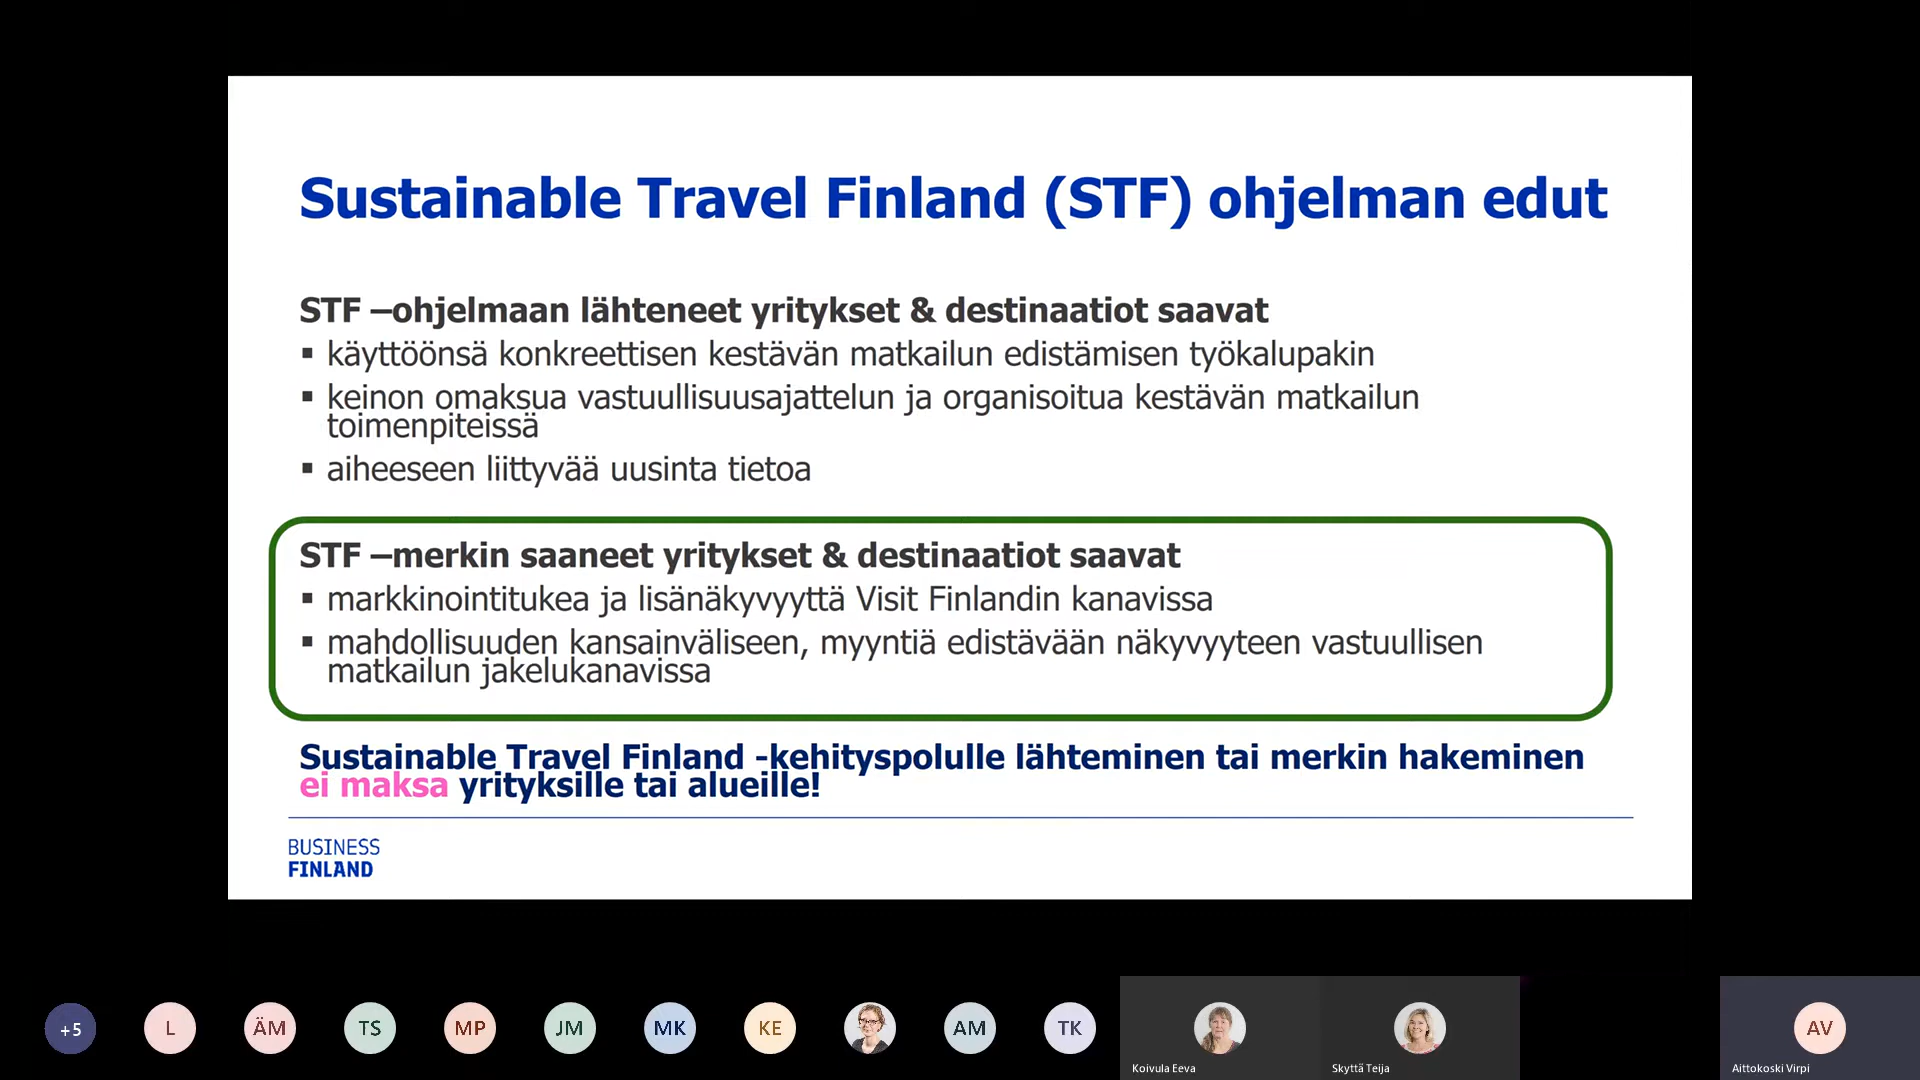 Sustainable Travel Finland (STF) ohjelman edut
STF –ohjelmaan lähteneet yritykset & destinaatiot saavat
▪ käyttöönsä konkreettisen kestävän matkailun edistämisen työkalupakin
▪ keinon omaksua vastuullisuusajattelun ja organisoitua kestävän matkailun
toimenpiteissä
▪ aiheeseen liittyvää uusinta tietoa
STF –merkin saaneet yritykset & destinaatiot saavat
▪ markkinointitukea ja lisänäkyvyyttä Visit Finlandin kanavissa
▪ mahdollisuuden kansainväliseen, myyntiä edistävään näkyvyyteen vastuullisen
matkailun jakelukanavissa
Sustainable Travel Finland -kehityspolulle lähteminen tai merkin hakeminen
ei maksa yrityksille tai alueille!
BUSINESS
FINLAND
+5
L
ÄM
TS
MP
JM
MK
KE
AM
TK
Koivula Eeva
Skyttä Teija
AV
Aittokoski Virpi